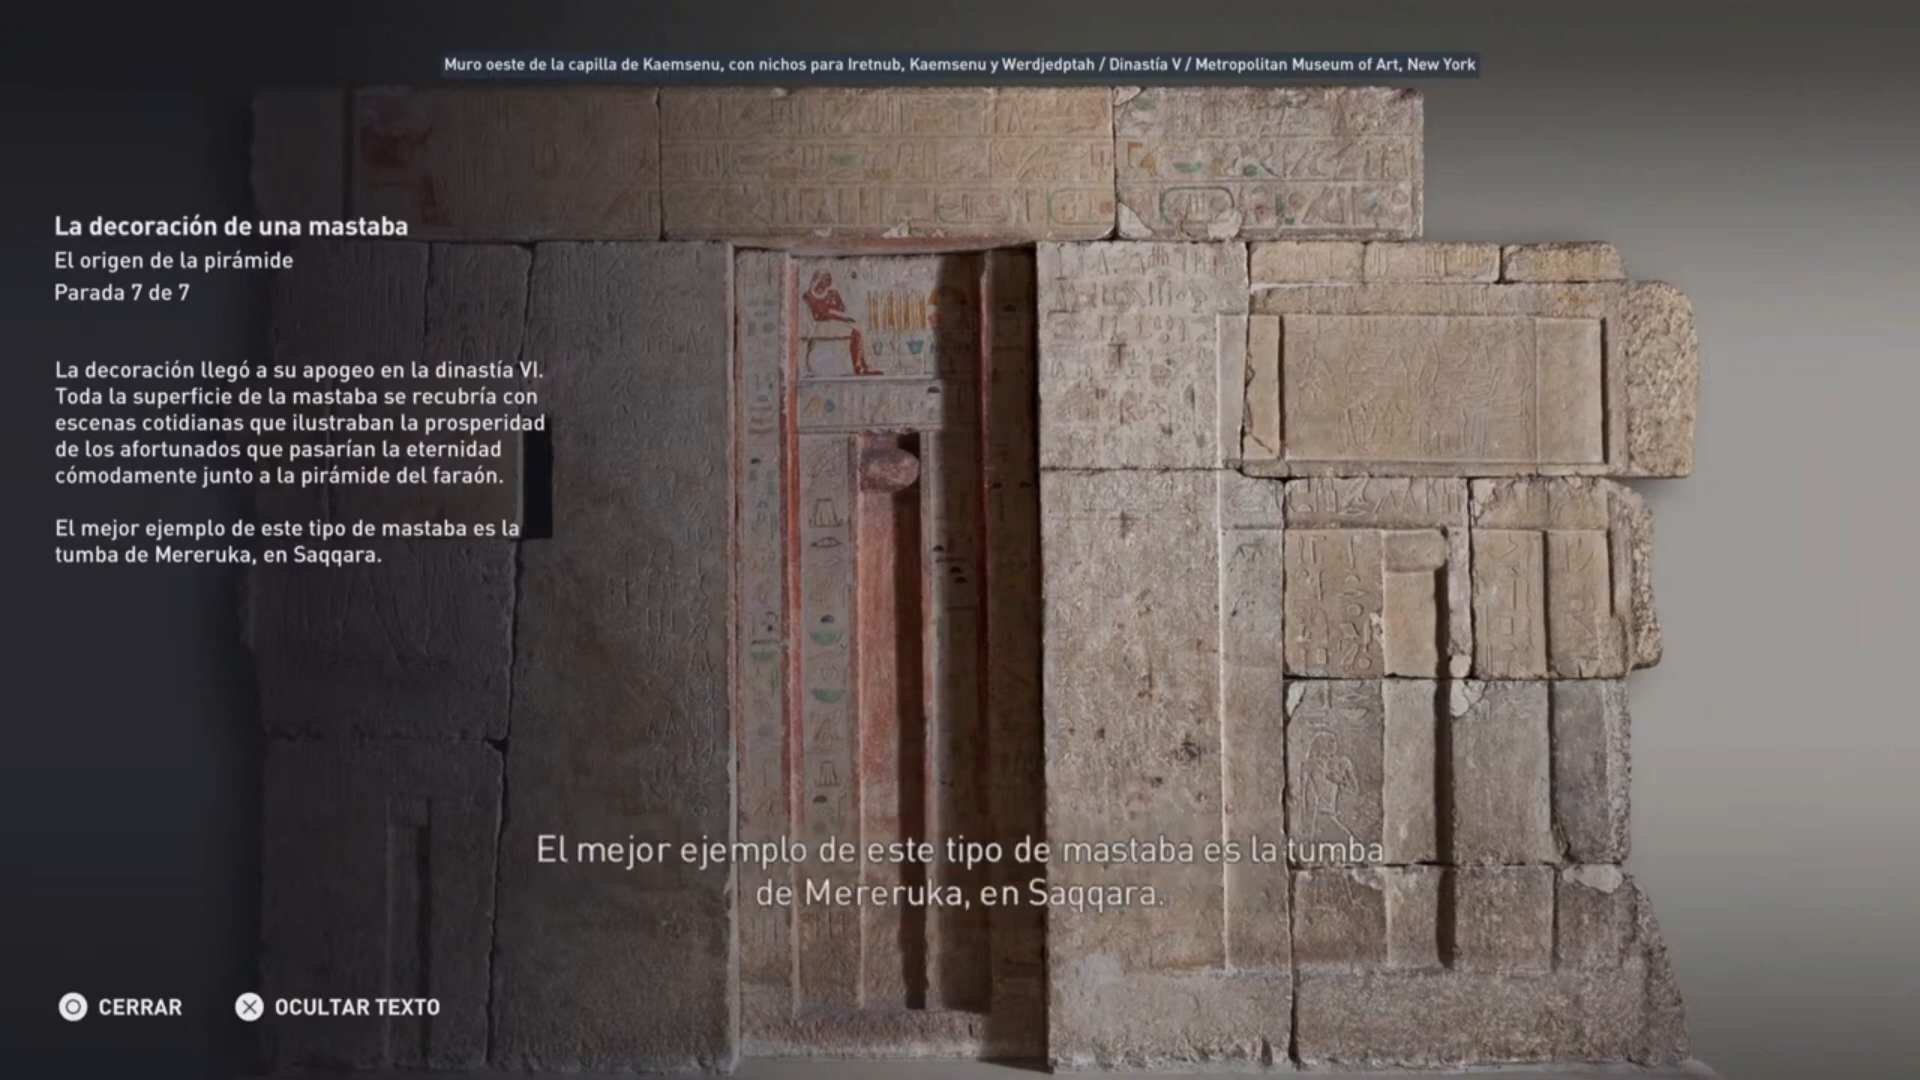 Muro oeste de la capilla de Kaemsenu, con nichos para Iretnub, Kaemsenu y Werdjedptah / Dinastía V / Metropolitan Museum of Art, New York
La decoración de una mastaba
El origen de la pirámide
Parada 7 de 7
La decoración llegó a su apogeo en la dinastía VI.
Toda la superficie de la mastaba se recubría con
escenas cotidianas que ilustraban la prosperidad
de los afortunados que pasarían la eternidad
cómodamente junto a la pirámide del faraón.
El mejor ejemplo de este tipo de mastaba es la
tumba de Mereruka, en Saqqara.
El mejor ejemplo de este tipo de mastaba es la tumba
de Mereruka, en Saqqara.
CERRAR
OCULTAR TEXTO